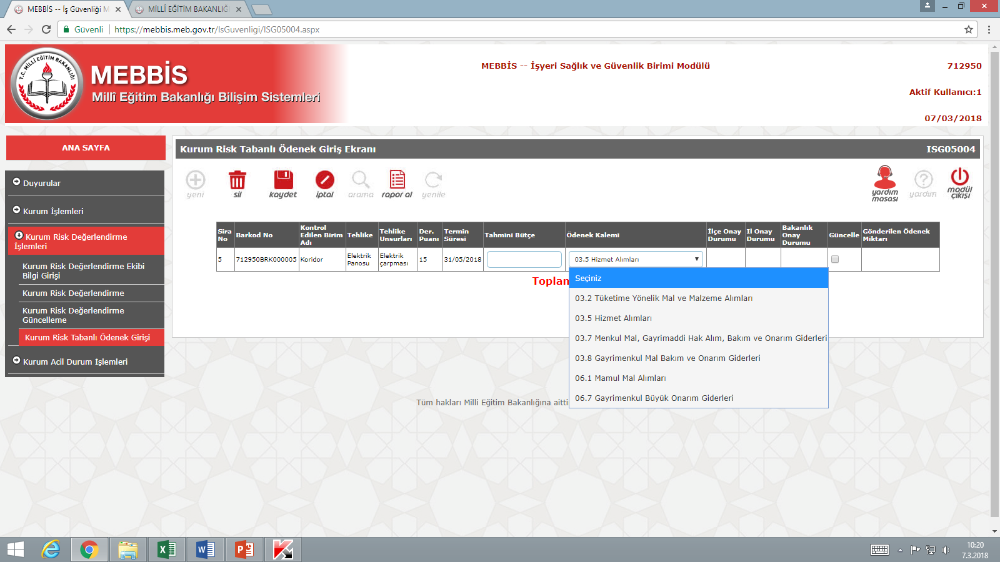 MEBBİS -- İş Güvenliği M
MİLLÎ EĞİTİM BAKANLIĞI
Güvenli
https://mebbis.meb.gov.tr/IsGuvenligi/ISG05004.aspx
T.C. MİLLÎ EĞİTİM BAKANLIĞI
MEBBİS
Millî Eğitim Bakanlığı Bilişim Sistemleri
MEBBİS -- İşyeri Sağlık ve Güvenlik Birimi Modülü
712950
Aktif Kullanıcı:1
07/03/2018
ANA SAYFA
Duyurular
Kurum İşlemleri
Kurum Risk Değerlendirme
İşlemleri
Kurum Risk Değerlendirme Ekibi
Bilgi Girişi
Kurum Risk Değerlendirme
Kurum Risk Değerlendirme
Güncelleme
Kurum Risk Tabanlı Ödenek Girişi
Kurum Acil Durum İşlemleri
Kurum Risk Tabanlı Ödenek Giriş Ekranı
ISG05004
yeni
sil
kaydet
iptal
arama
rapor al
yenile
yardım
masası
yardım
modül
çıkışı
Sira No
Barkod No
Kontrol Edilen Birim Adı
Tehlike
Tehlike Unsurları
Der. Puanı
Termin Süresi
Tahmini Bütçe
Ödenek Kalemi
İlçe Onay Durumu
Il Onay Durumu
Bakanlık Onay Durumu
Güncelle
Gönderilen Ödenek Miktarı
5
712950BRK000005
Koridor
Elektrik Panosu
Elektrik çarpması
15
31/05/2018
03.5 Hizmet Alımları
Toplan
Seçiniz
03.2 Tüketime Yönelik Mal ve Malzeme Alımları
03.5 Hizmet Alımları
03.7 Menkul Mal, Gayrimaddi Hak Alım, Bakım ve Onarım Giderleri
03.8 Gayrimenkul Mal Bakım ve Onarım Giderleri
06.1 Mamul Mal Alımları
06.7 Gayrimenkul Büyük Onarım Giderleri
Tüm hakları Milli Eğitim Bakanlığına aitti
10:20
7.3.2018